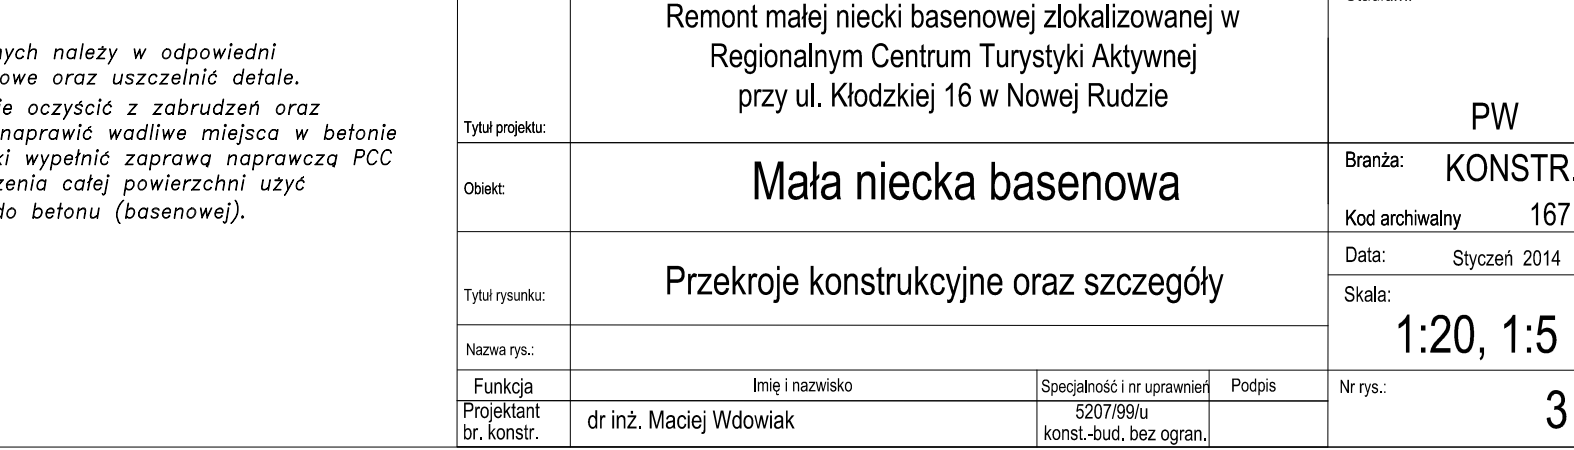 nych należy w odpowiedni
owe oraz uszczelnić detale.
ie oczyścić z zabrudzeń oraz
naprawić wadliwe miejsca w betonie
ki wypełnić zaprawą naprawczą PCC
zenia całej powierzchni użyć
do betonu (basenowej).
Remont małej niecki basenowej zlokalizowanej w
Regionalnym Centrum Turystyki Aktywnej
przy ul. Kłodzkiej 16 w Nowej Rudzie
Tytuł projektu:
PW
Obiekt:
Mała niecka basenowa
Branża: KONSTR.
Kod archiwalny 167
Tytuł rysunku:
Przekroje konstrukcyjne oraz szczegóły
Data: Styczeń 2014
Skala:
1:20, 1:5
Nazwa rys.:
Funkcja Imię i nazwisko Specjalność i nr uprawnień Podpis
Nr rys.:
3
Projektant
br. konstr.
dr inż. Maciej Wdowiak
5207/99/u
konst.-bud. bez ogran.